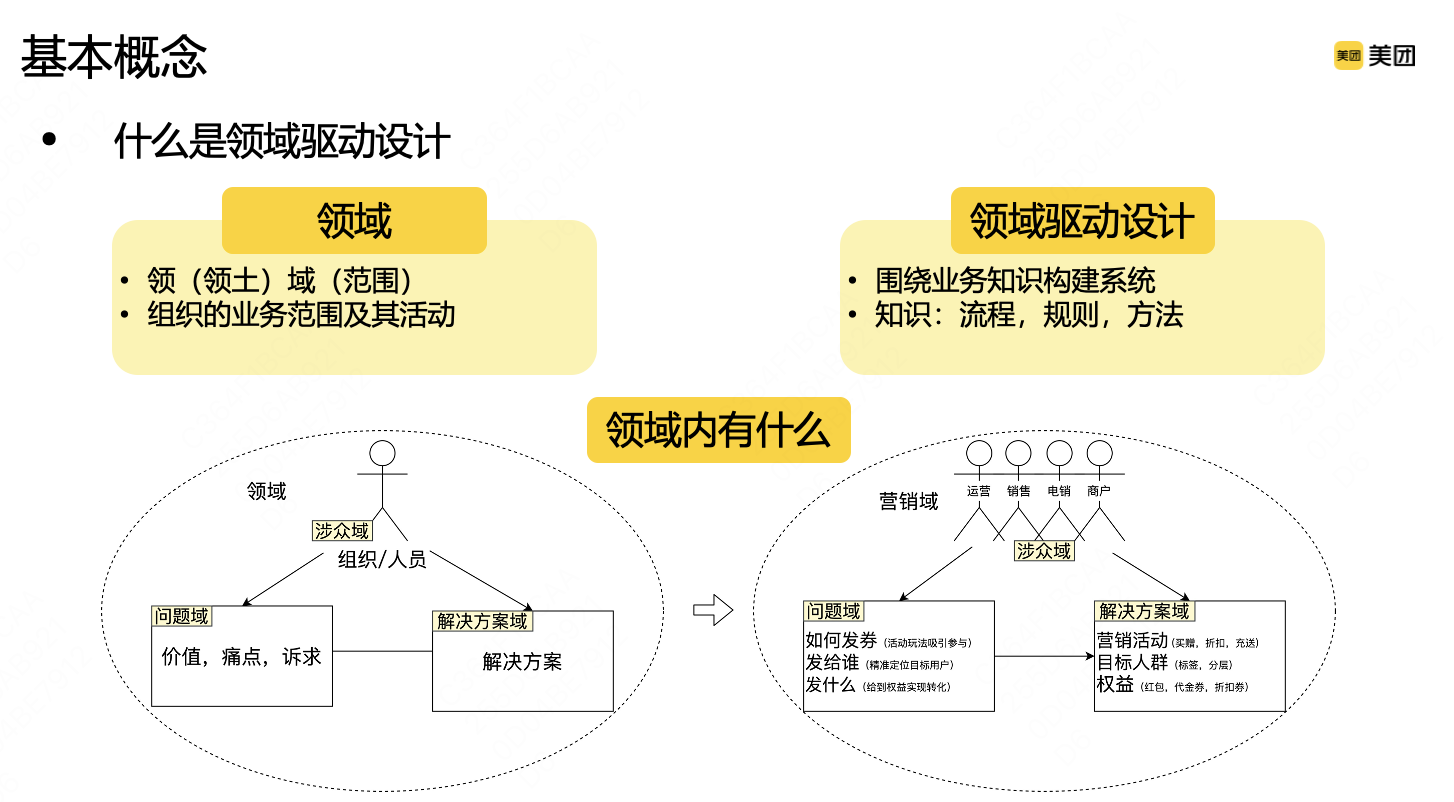 基本概念
美团 美团
• 什么是领域驱动设计
领域
• 领（领土）域（范围）
• 组织的业务范围及其活动
领域驱动设计
• 围绕业务知识构建系统
• 知识：流程，规则，方法
领域内有什么
领域
涉众域
组织/人员
问题域
价值，痛点，诉求
解决方案域
解决方案
营销域
运营 销售 电销 商户
涉众域
问题域
如何发券（活动玩法吸引参与）
发给谁（精准定位目标用户）
发什么（给到权益实现转化）
解决方案域
营销活动（买赠，折扣，充送）
目标人群（标签，分层）
权益（红包，代金券，折扣券）